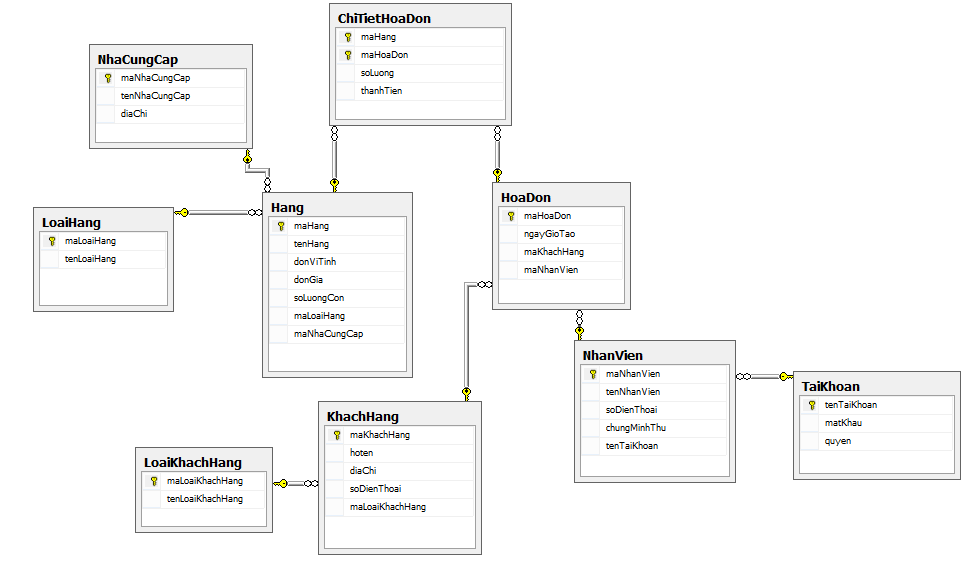 ChiTietHoaDon
maHang
maHoaDon
soLuong
thanhTien
NhaCungCap
maNhaCungCap
tenNhaCungCap
diaChi
LoaiHang
maLoaiHang
tenLoaiHang
Hang
maHang
tenHang
donViTinh
donGia
soLuongCon
maLoaiHang
maNhaCungCap
HoaDon
maHoaDon
ngayGioTao
maKhachHang
maNhanVien
NhanVien
maNhanVien
tenNhanVien
soDienThoai
chungMinhThu
tenTaiKhoan
TaiKhoan
tenTaiKhoan
matKhau
quyen
KhachHang
maKhachHang
hoten
diaChi
soDienThoai
maLoaiKhachHang
LoaiKhachHang
maLoaiKhachHang
tenLoaiKhachHang